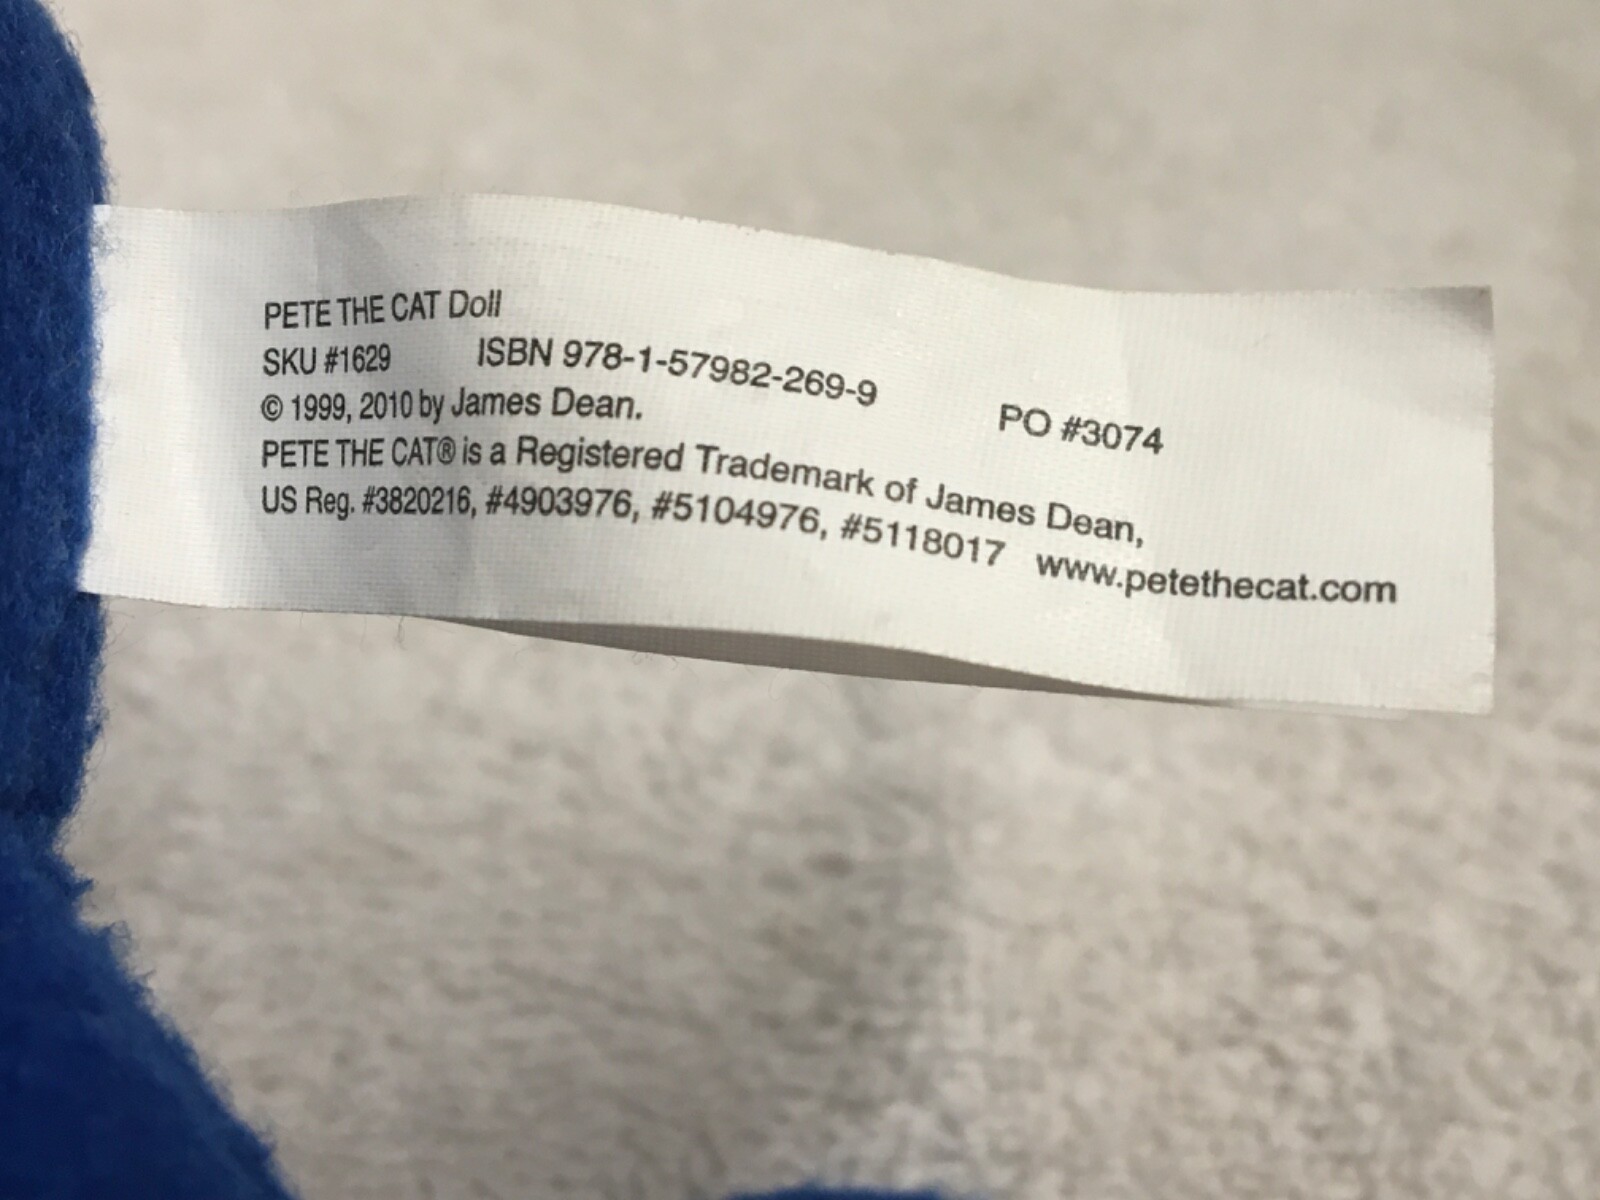 PETE THE CAT Doll
SKU #1629 ISBN 978-1-57982-269-9 PO #3074
© 1999, 2010 by James Dean.
PETE THE CAT® is a Registered Trademark of James Dean,
US Reg. #3820216, #4903976, #5104976, #5118017 www.petethecat.com